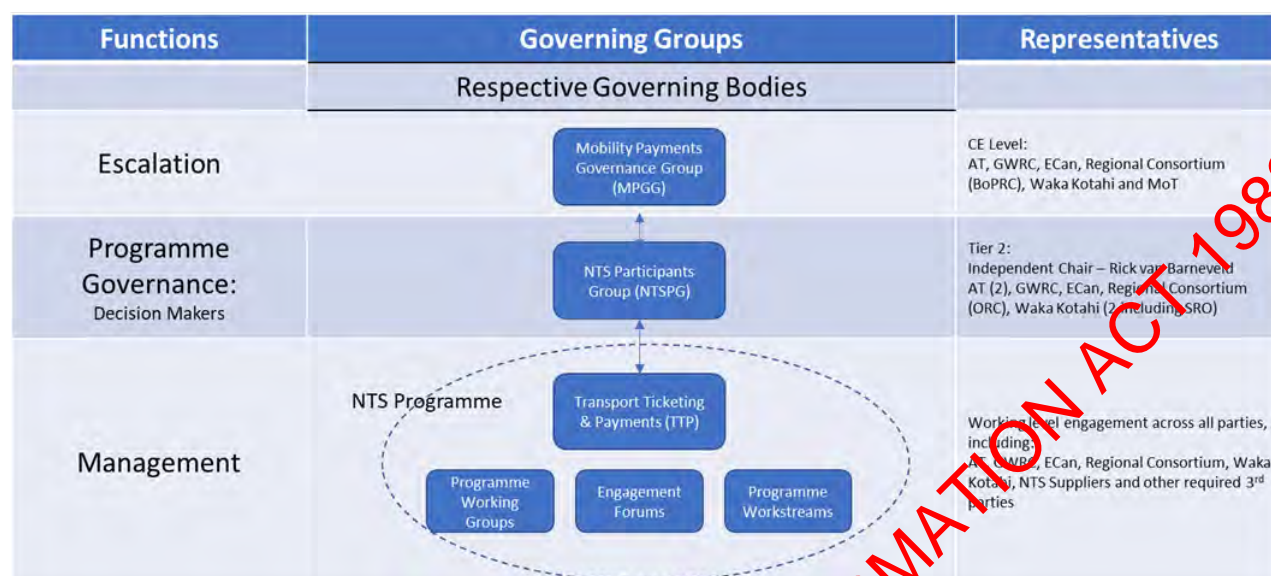 Functions
Governing Groups
Representatives
Respective Governing Bodies
Escalation
Mobility Payments
Governance Group
(MPGG)
CE Level:
AT, GWRC, ECan, Regional Consortium
(BoPRC), Waka Kotahi and MoT
Programme
Governance:
Decision Makers
NTS Participants
Group (NTSPG)
Tier 2:
Independent Chair – Rick van Barneveld
AT (2), GWRC, ECan, Regional Consortium
(ORC), Waka Kotahi (2 including SRO)
Management
NTS Programme
Transport Ticketing
& Payments (TTP)
Programme
Working
Groups
Engagement
Forums
Programme
Workstreams
Working level engagement across all parties,
including:
AT, GWRC, ECan, Regional Consortium, Waka
Kotahi, NTS Suppliers and other required 3rd
parties
MATION ACT 198